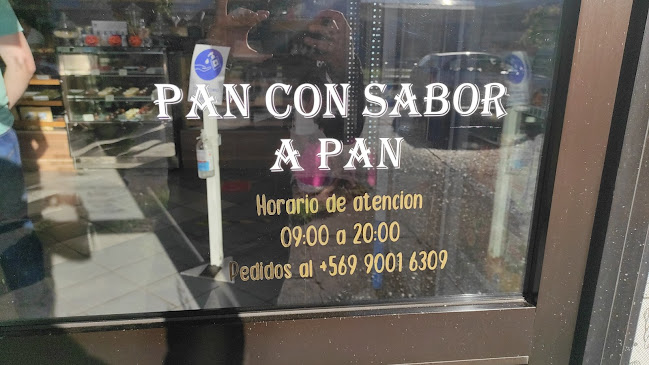 PAN CON SABOR
A PAN
Horario de atencion
09:00 a 20:00
Pedidos al +569 9001 6309